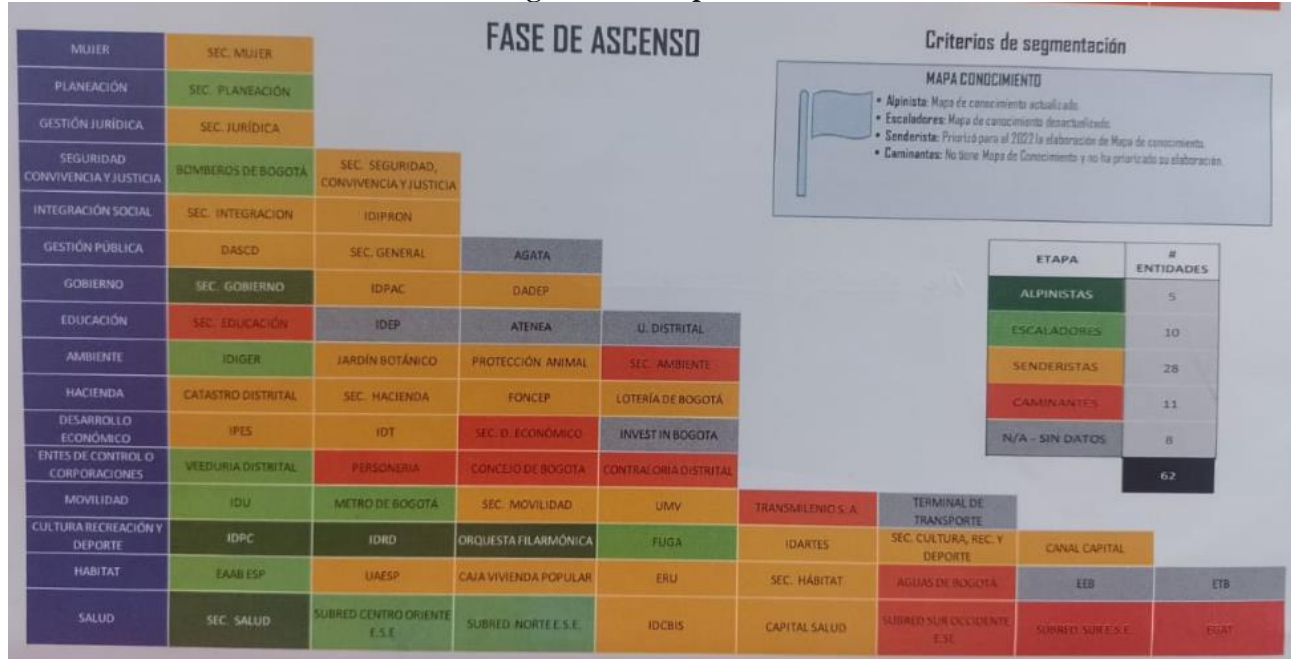 FASE DE ASCENSO
Criterios de segmentación
MAPA CONOCIMIENTO
• Alpinista: Mapa de conocimiento actualizado.
• Escaladores: Mapa de conocimiento desactualizado.
• Senderista: Priorizó para el 2022 la elaboración de Mapa de conocimiento.
• Caminantes: No tiene Mapa de Conocimiento y no ha priorizado su elaboración.
MUJER SEC. MUJER
PLANEACIÓN SEC. PLANEACIÓN
GESTIÓN JURÍDICA SEC. JURÍDICA
SEGURIDAD
CONVIVENCIA Y JUSTICIA
BOMBEROS DE BOGOTÁ
SEC. SEGURIDAD,
CONVIVENCIA Y JUSTICIA
INTEGRACIÓN SOCIAL SEC. INTEGRACION IDIPRON
GESTIÓN PÚBLICA DASCD SEC. GENERAL AGATA
GOBIERNO SEC. GOBIERNO IDPAC DADEP
EDUCACIÓN SEC. EDUCACIÓN IDEP ATENEA U. DISTRITAL
AMBIENTE IDIGER JARDÍN BOTÁNICO PROTECCIÓN ANIMAL SEC. AMBIENTE
HACIENDA CATASTRO DISTRITAL SEC. HACIENDA FONCEP LOTERÍA DE BOGOTÁ
DESARROLLO
ECONÓMICO
IPES IDT SEC. D. ECONÓMICO INVEST IN BOGOTA
ENTES DE CONTROL O
CORPORACIONES
VEEDURIA DISTRITAL PERSONERIA CONCEJO DE BOGOTA CONTRALORIA DISTRITAL
MOVILIDAD IDU METRO DE BOGOTÁ SEC. MOVILIDAD UMV TRANSMILENIO S. A
TERMINAL DE
TRANSPORTE
CULTURA RECREACIÓN Y
DEPORTE
IDPC IDRD ORQUESTA FILARMÓNICA FUGA IDARTES
SEC. CULTURA, REC. Y
DEPORTE
CANAL CAPITAL
HABITAT EAAB ESP UAESP CAJA VIVIENDA POPULAR ERU SEC. HÁBITAT AGUAS DE BOGOTÁ EEB ETB
SALUD SEC. SALUD
SUBRED CENTRO ORIENTE
E.S.E
SUBRED NORTE E.S.E. IDCBIS CAPITAL SALUD
SUBRED SUR OCCIDENTE
E.SE
SUBRED SUR E.S.E. EGAT
ETAPA # ENTIDADES
ALPINISTAS 5
ESCALADORES 10
SENDERISTAS 28
CAMINANTES 11
N/A - SIN DATOS 8
62